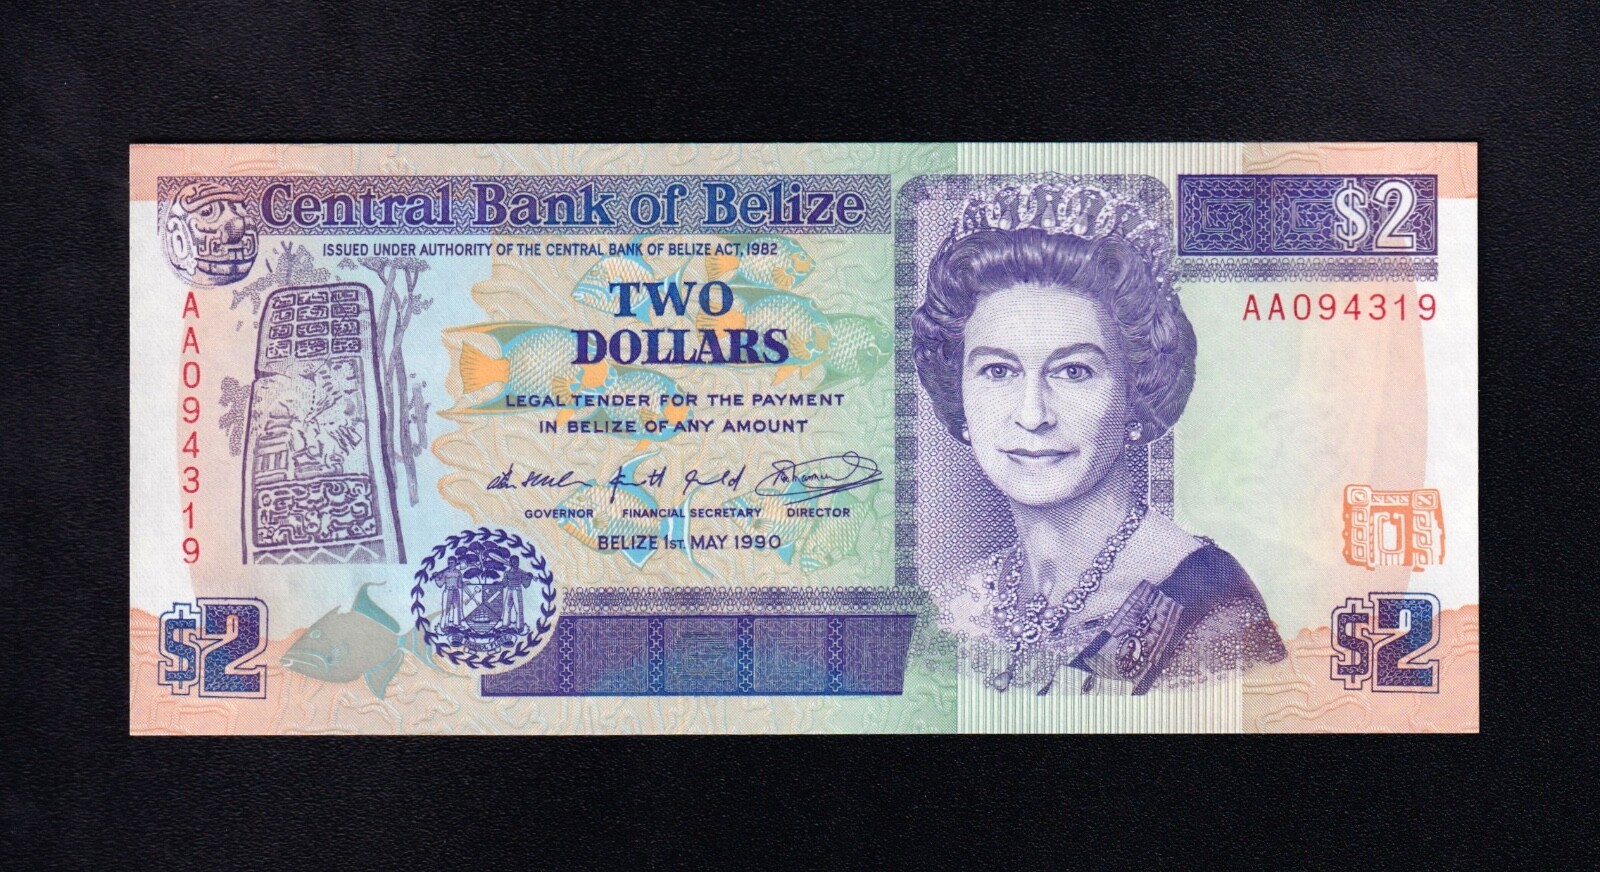 Central Bank of Belize
$2
ISSUED UNDER AUTHORITY OF THE CENTRAL BANK OF BELIZE ACT, 1982
AA094319
TWO
DOLLARS
AA094319
LEGAL TENDER FOR THE PAYMENT
IN BELIZE OF ANY AMOUNT
GOVERNOR FINANCIAL SECRETARY DIRECTOR
BELIZE 1ST. MAY 1990
$2
$2